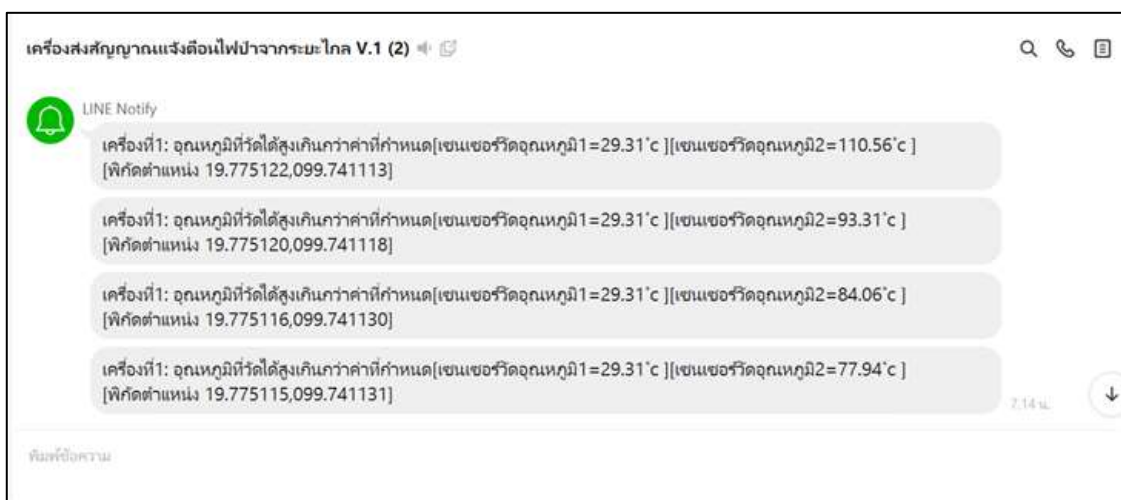 เครื่องส่งสัญญาณแจ้งเตือนไฟป่าจากระยะไกล V.1 (2)
LINE Notify
เครื่องที่1: อุณหภูมิที่วัดได้สูงเกินกว่าค่าที่กำหนด[เซนเซอร์วัดอุณหภูมิ1=29.31°c ][เซนเซอร์วัดอุณหภูมิ2=110.56°c ]
[พิกัดตำแหน่ง 19.775122,099.741113]
เครื่องที่1: อุณหภูมิที่วัดได้สูงเกินกว่าค่าที่กำหนด[เซนเซอร์วัดอุณหภูมิ1=29.31°c ][เซนเซอร์วัดอุณหภูมิ2=93.31°c ]
[พิกัดตำแหน่ง 19.775120,099.741118]
เครื่องที่1: อุณหภูมิที่วัดได้สูงเกินกว่าค่าที่กำหนด[เซนเซอร์วัดอุณหภูมิ1=29.31°c ][เซนเซอร์วัดอุณหภูมิ2=84.06°c ]
[พิกัดตำแหน่ง 19.775116,099.741130]
เครื่องที่1: อุณหภูมิที่วัดได้สูงเกินกว่าค่าที่กำหนด[เซนเซอร์วัดอุณหภูมิ1=29.31°c ][เซนเซอร์วัดอุณหภูมิ2=77.94°c ]
[พิกัดตำแหน่ง 19.775115,099.741131]
7.14 น.
พิมพ์ข้อความ